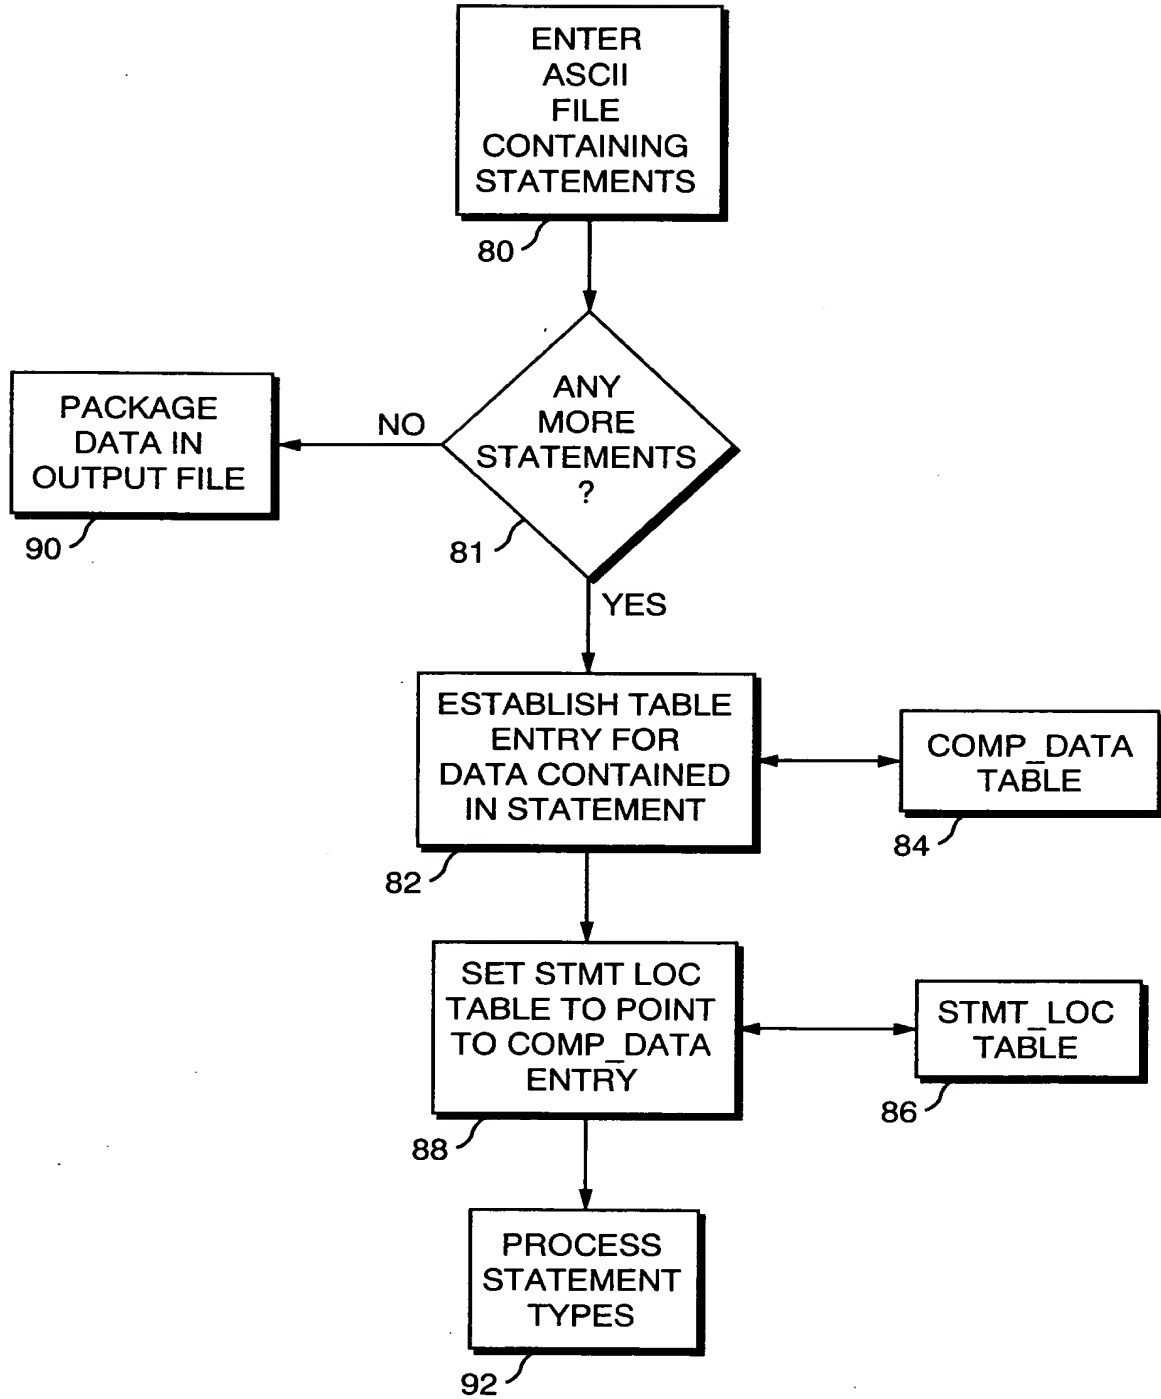 ENTER
ASCII
FILE
CONTAINING
STATEMENTS
80
ANY
MORE
STATEMENTS
?
81
NO
PACKAGE
DATA IN
OUTPUT FILE
90
YES
ESTABLISH TABLE
ENTRY FOR
DATA CONTAINED
IN STATEMENT
82
COMP_DATA
TABLE
84
SET STMT LOC
TABLE TO POINT
TO COMP_DATA
ENTRY
88
STMT_LOC
TABLE
86
PROCESS
STATEMENT
TYPES
92